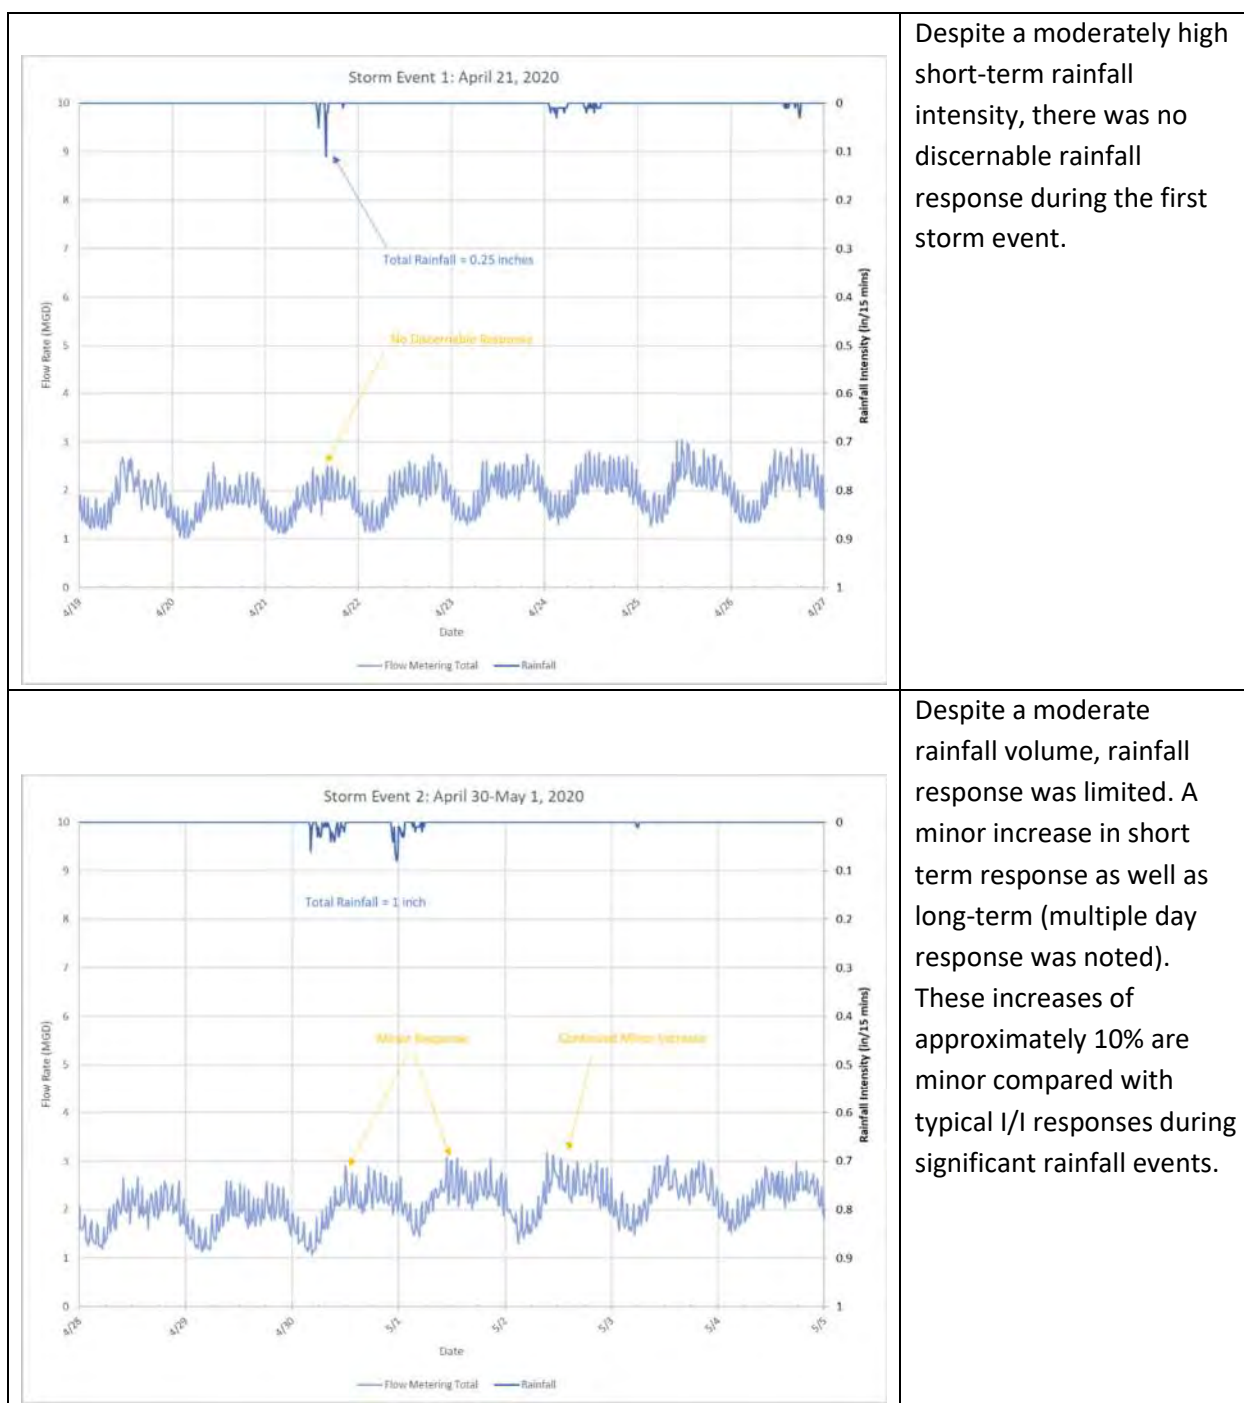 Storm Event 1: April 21, 2020
10
9
8
7
6
5
4
3
2
1
0
Flow Rate (MGD)
0
0.1
0.2
0.3
0.4
0.5
0.6
0.7
0.8
0.9
1
Rainfall Intensity (in/15 mins)
Total Rainfall = 0.25 inches
No Discernable Response
4/19
4/20
4/21
4/22
4/23
4/24
4/25
4/26
4/27
Date
Flow Metering Total
Rainfall
Despite a moderately high
short-term rainfall
intensity, there was no
discernable rainfall
response during the first
storm event.
Storm Event 2: April 30-May 1, 2020
10
9
8
7
6
5
4
3
2
1
0
Flow Rate (MGD)
0
0.1
0.2
0.3
0.4
0.5
0.6
0.7
0.8
0.9
1
Rainfall Intensity (in/15 mins)
Total Rainfall = 1 inch
Minor Response
Continued Minor Increase
4/28
4/29
4/30
5/1
5/2
5/3
5/4
5/5
Date
Flow Metering Total
Rainfall
Despite a moderate
rainfall volume, rainfall
response was limited. A
minor increase in short
term response as well as
long-term (multiple day
response was noted).
These increases of
approximately 10% are
minor compared with
typical I/I responses during
significant rainfall events.